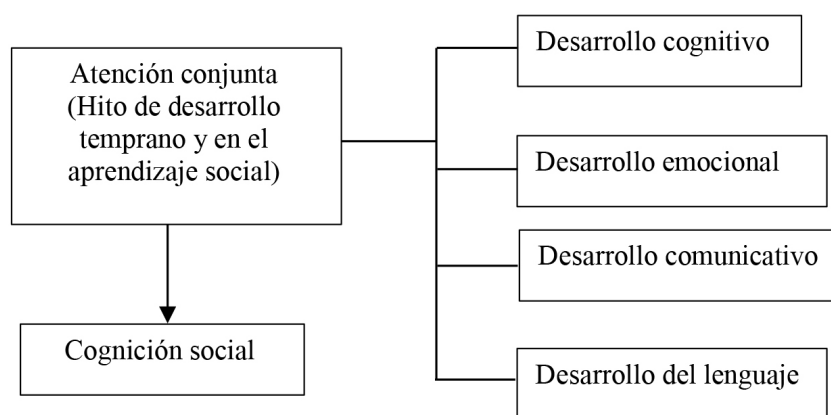 Atención conjunta
(Hito de desarrollo
temprano y en el
aprendizaje social)
Cognición social
Desarrollo cognitivo
Desarrollo emocional
Desarrollo comunicativo
Desarrollo del lenguaje